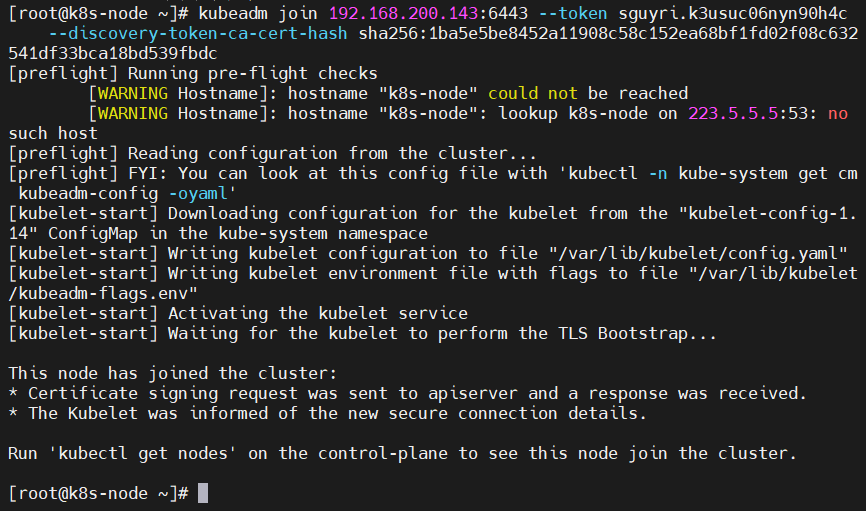 [root@k8s-node ~]# kubeadm join 192.168.200.143:6443 --token sguyri.k3usuc06nyn90h4c
    --discovery-token-ca-cert-hash sha256:1ba5e5be8452a11908c58c152ea68bf1fd02f08c632
541df33bca18bd539fbdc
[preflight] Running pre-flight checks
        [WARNING Hostname]: hostname "k8s-node" could not be reached
        [WARNING Hostname]: hostname "k8s-node": lookup k8s-node on 223.5.5.5:53: no
such host
[preflight] Reading configuration from the cluster...
[preflight] FYI: You can look at this config file with 'kubectl -n kube-system get cm
 kubeadm-config -oyaml'
[kubelet-start] Downloading configuration for the kubelet from the "kubelet-config-1.
14" ConfigMap in the kube-system namespace
[kubelet-start] Writing kubelet configuration to file "/var/lib/kubelet/config.yaml"
[kubelet-start] Writing kubelet environment file with flags to file "/var/lib/kubelet
/kubeadm-flags.env"
[kubelet-start] Activating the kubelet service
[kubelet-start] Waiting for the kubelet to perform the TLS Bootstrap...

This node has joined the cluster:
* Certificate signing request was sent to apiserver and a response was received.
* The Kubelet was informed of the new secure connection details.

Run 'kubectl get nodes' on the control-plane to see this node join the cluster.

[root@k8s-node ~]#